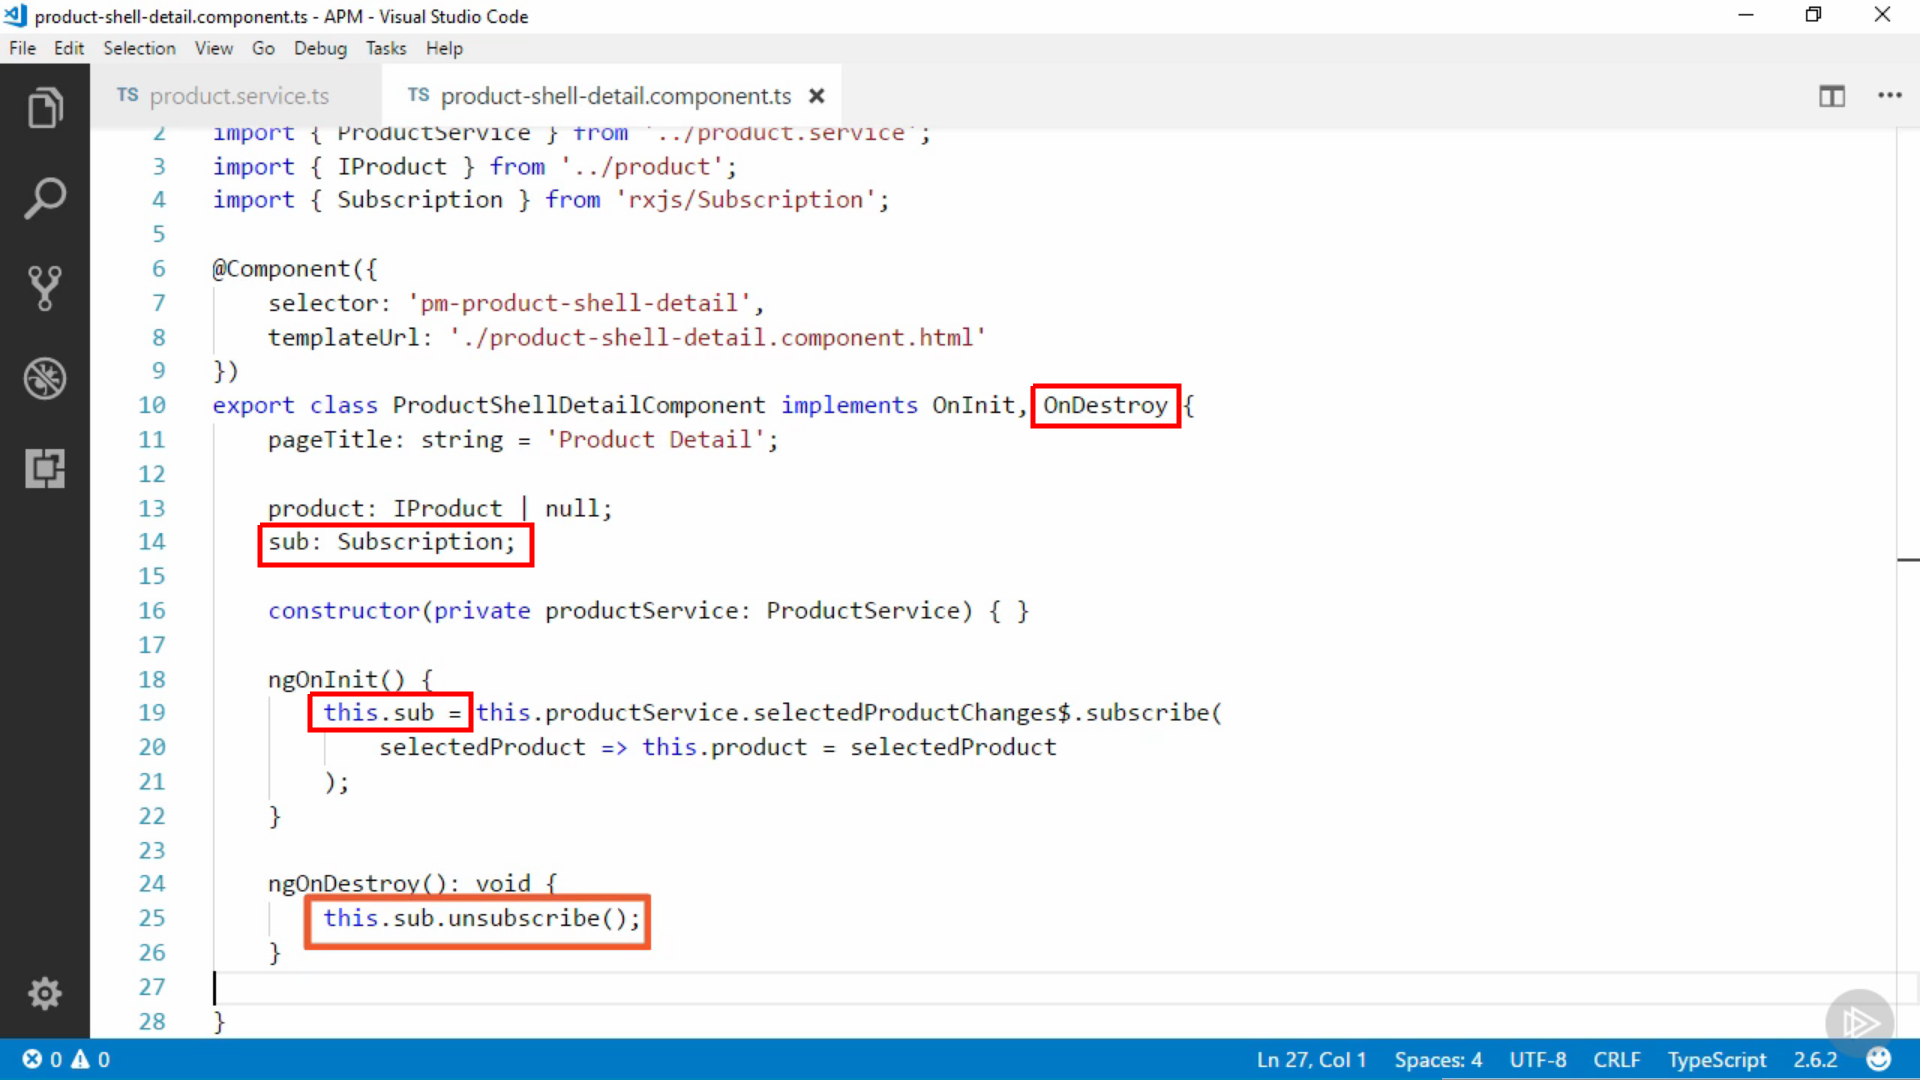 product-shell-detail.component.ts - APM - Visual Studio Code
File Edit Selection View Go Debug Tasks Help
TS product.service.ts TS product-shell-detail.component.ts
2 import { ProductService } from '../product.service';
3 import { IProduct } from '../product';
4 import { Subscription } from 'rxjs/Subscription';
5
6 @Component({
7     selector: 'pm-product-shell-detail',
8     templateUrl: './product-shell-detail.component.html'
9 })
10 export class ProductShellDetailComponent implements OnInit, OnDestroy {
11     pageTitle: string = 'Product Detail';
12
13     product: IProduct | null;
14     sub: Subscription;
15
16     constructor(private productService: ProductService) { }
17
18     ngOnInit() {
19         this.sub = this.productService.selectedProductChanges$.subscribe(
20             selectedProduct => this.product = selectedProduct
21         );
22     }
23
24     ngOnDestroy(): void {
25         this.sub.unsubscribe();
26     }
27
28 }
0 0 Ln 27, Col 1 Spaces: 4 UTF-8 CRLF TypeScript 2.6.2